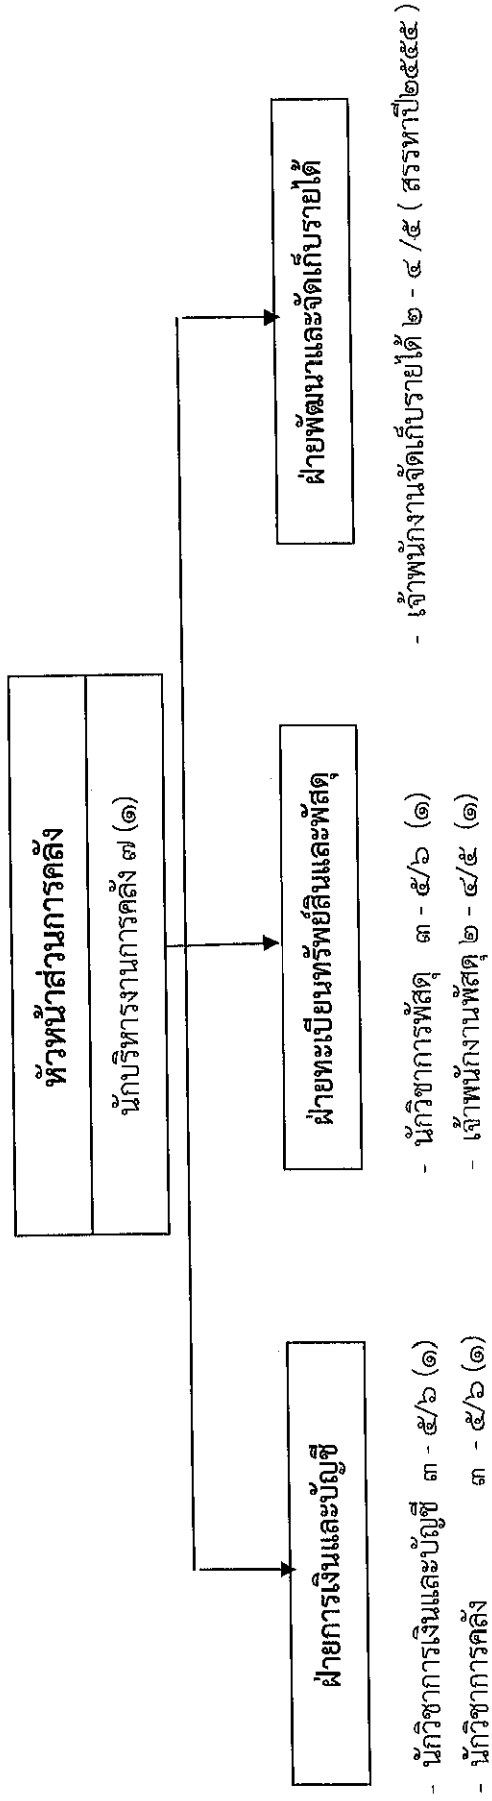 หัวหน้าส่วนการคลัง
นักบริหารงานการคลัง ๗ (๑)
ฝ่ายการเงินและบัญชี
- นักวิชาการเงินและบัญชี ๓ - ๕/๖ (๑)
- นักวิชาการคลัง ๓ - ๕/๖ (๑)
ฝ่ายทะเบียนทรัพย์สินและพัสดุ
- นักวิชาการพัสดุ ๓ - ๕/๖ (๑)
- เจ้าพนักงานพัสดุ ๒ - ๔/๕ (๑)
ฝ่ายพัฒนาและจัดเก็บรายได้
- เจ้าพนักงานจัดเก็บรายได้ ๒ - ๔ /๕ ( สรรหาปี๒๕๕๕ )